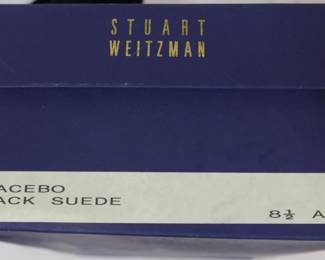 STUART
WEITZMAN
ACEBO
ACK SUEDE
8½ A